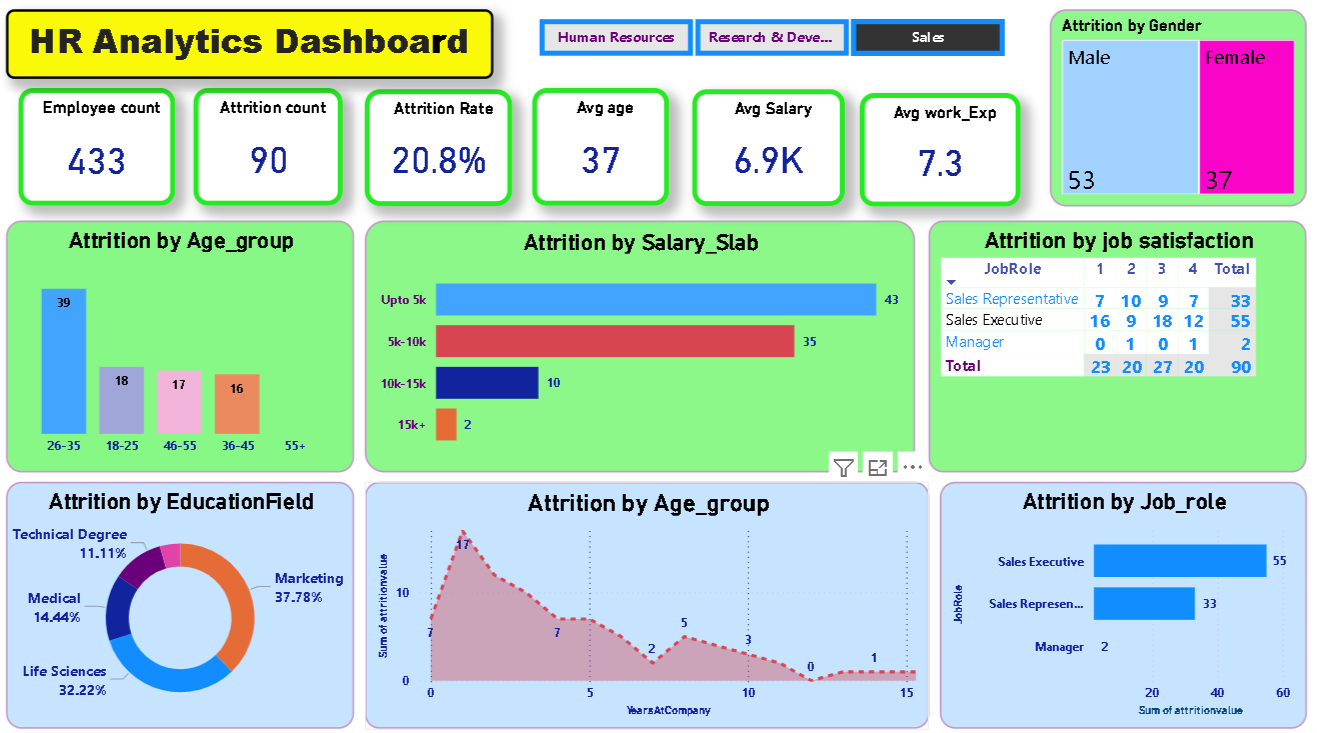 HR Analytics Dashboard
Human Resources
Research & Deve...
Sales
Attrition by Gender
Male
Female
53
37
Employee count
433
Attrition count
90
Attrition Rate
20.8%
Avg age
37
Avg Salary
6.9K
Avg work_Exp
7.3
Attrition by Age_group
39
18
17
16
26-35
18-25
46-55
36-45
55+
Attrition by Salary_Slab
Upto 5k
43
5k-10k
35
10k-15k
10
15k+
2
Attrition by job satisfaction
JobRole 1 2 3 4 Total
Sales Representative 7 10 9 7 33
Sales Executive 16 9 18 12 55
Manager 0 1 0 1 2
Total 23 20 27 20 90
Attrition by EducationField
Technical Degree
11.11%
Marketing
37.78%
Medical
14.44%
Life Sciences
32.22%
Attrition by Age_group
Sum of attritionvalue
10
0
7
17
7
2
5
3
0
1
0
5
10
15
YearsAtCompany
Attrition by Job_role
JobRole
Sales Executive
55
Sales Represen...
33
Manager
2
20
40
60
Sum of attritionvalue